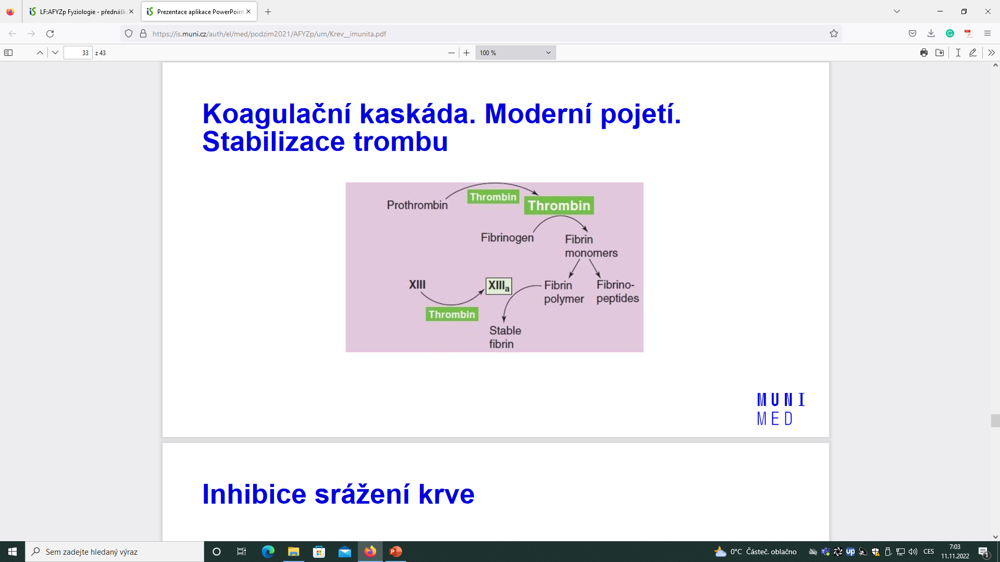 LF:AFYZp Fyziologie - přednášk
Prezentace aplikace PowerPoint
https://is.muni.cz/auth/el/med/podzim2021/AFYZp/um/Krev__imunita.pdf
33 z 43
100 %
Koagulační kaskáda. Moderní pojetí.
Stabilizace trombu
Prothrombin
Thrombin
Thrombin
Fibrinogen
Fibrin
monomers
XIII
XIIIa
Fibrin
polymer
Fibrino-
peptides
Thrombin
Stable
fibrin
MUNI
MED
Inhibice srážení krve
Sem zadejte hledaný výraz
0°C Částeč. oblačno
up
CES
7:03
11.11.2022
1